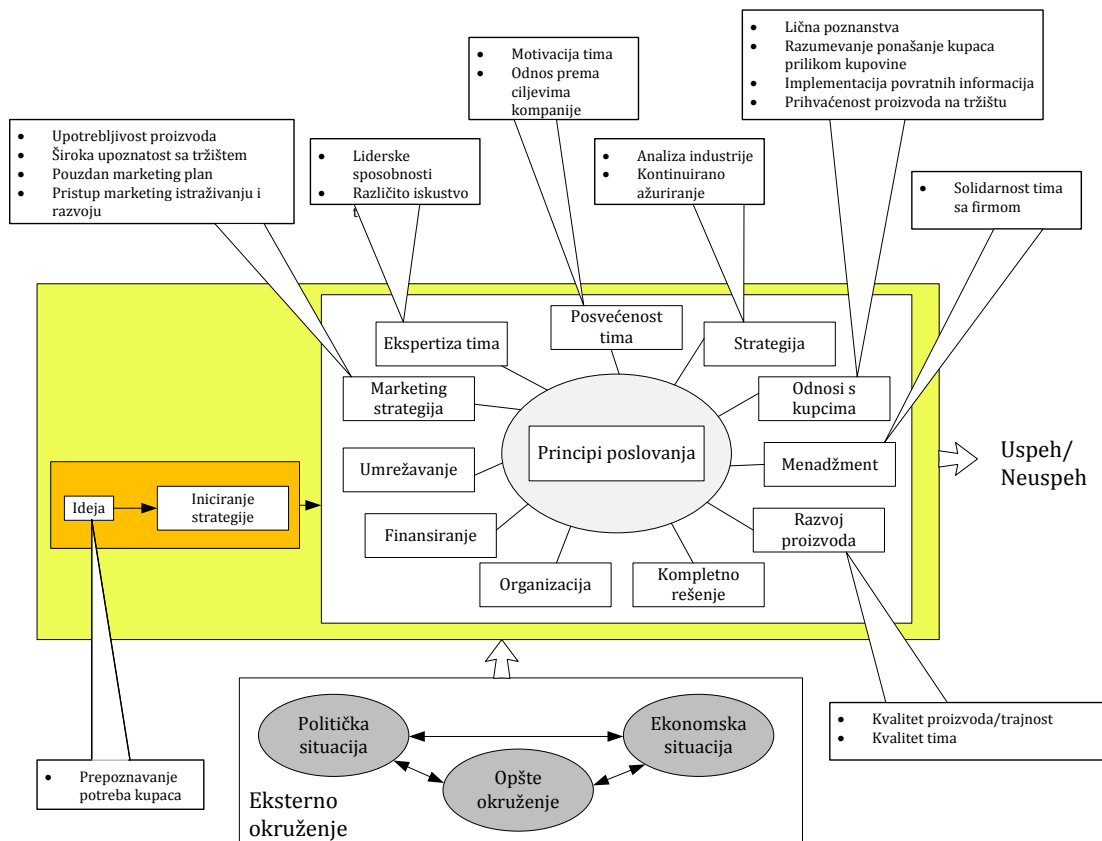 • Lična poznanstva
• Razumevanje ponašanje kupaca
prilikom kupovine
• Implementacija povratnih informacija
• Prihvaćenost proizvoda na tržištu
• Motivacija tima
• Odnos prema
ciljevima
kompanije
• Upotrebljivost proizvoda
• Široka upoznatost sa tržištem
• Pouzdan marketing plan
• Pristup marketing istraživanju i
razvoju
• Liderske
sposobnosti
• Različito iskustvo
• Analiza industrije
• Kontinuirano
ažuriranje
• Solidarnost tima
sa firmom
Posvećenost
tima
Ekspertiza tima
Strategija
Marketing
strategija
Odnosi s
kupcima
Principi poslovanja
Umrežavanje
Menadžment
Uspeh/
Neuspeh
Ideja
Iniciranje
strategije
Finansiranje
Razvoj
proizvoda
Organizacija
Kompletno
rešenje
Politička
situacija
Ekonomska
situacija
Opšte
okruženje
Eksterno
okruženje
• Kvalitet proizvoda/trajnost
• Kvalitet tima
• Prepoznavanje
potreba kupaca